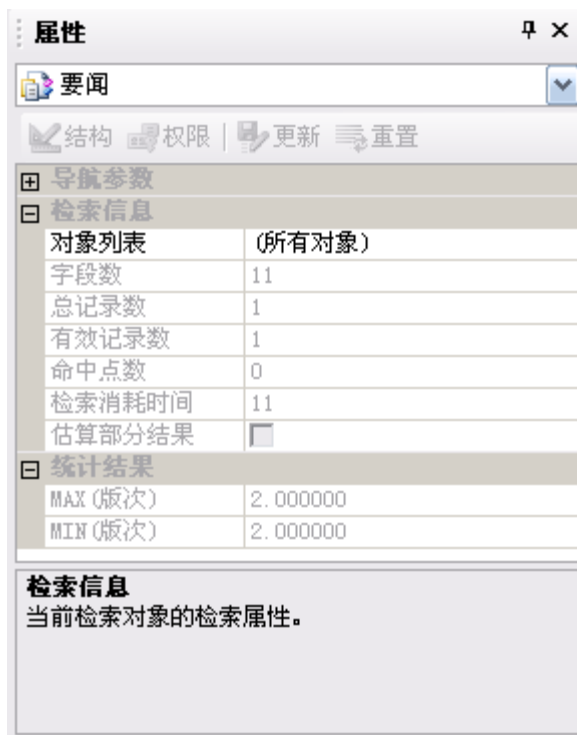 属性
要闻
结构 权限 更新 重置
导航参数
检索信息
对象列表 (所有对象)
字段数 11
总记录数 1
有效记录数 1
命中点数 0
检索消耗时间 11
估算部分结果
统计结果
MAX(版次) 2.000000
MIN(版次) 2.000000
检索信息
当前检索对象的检索属性。